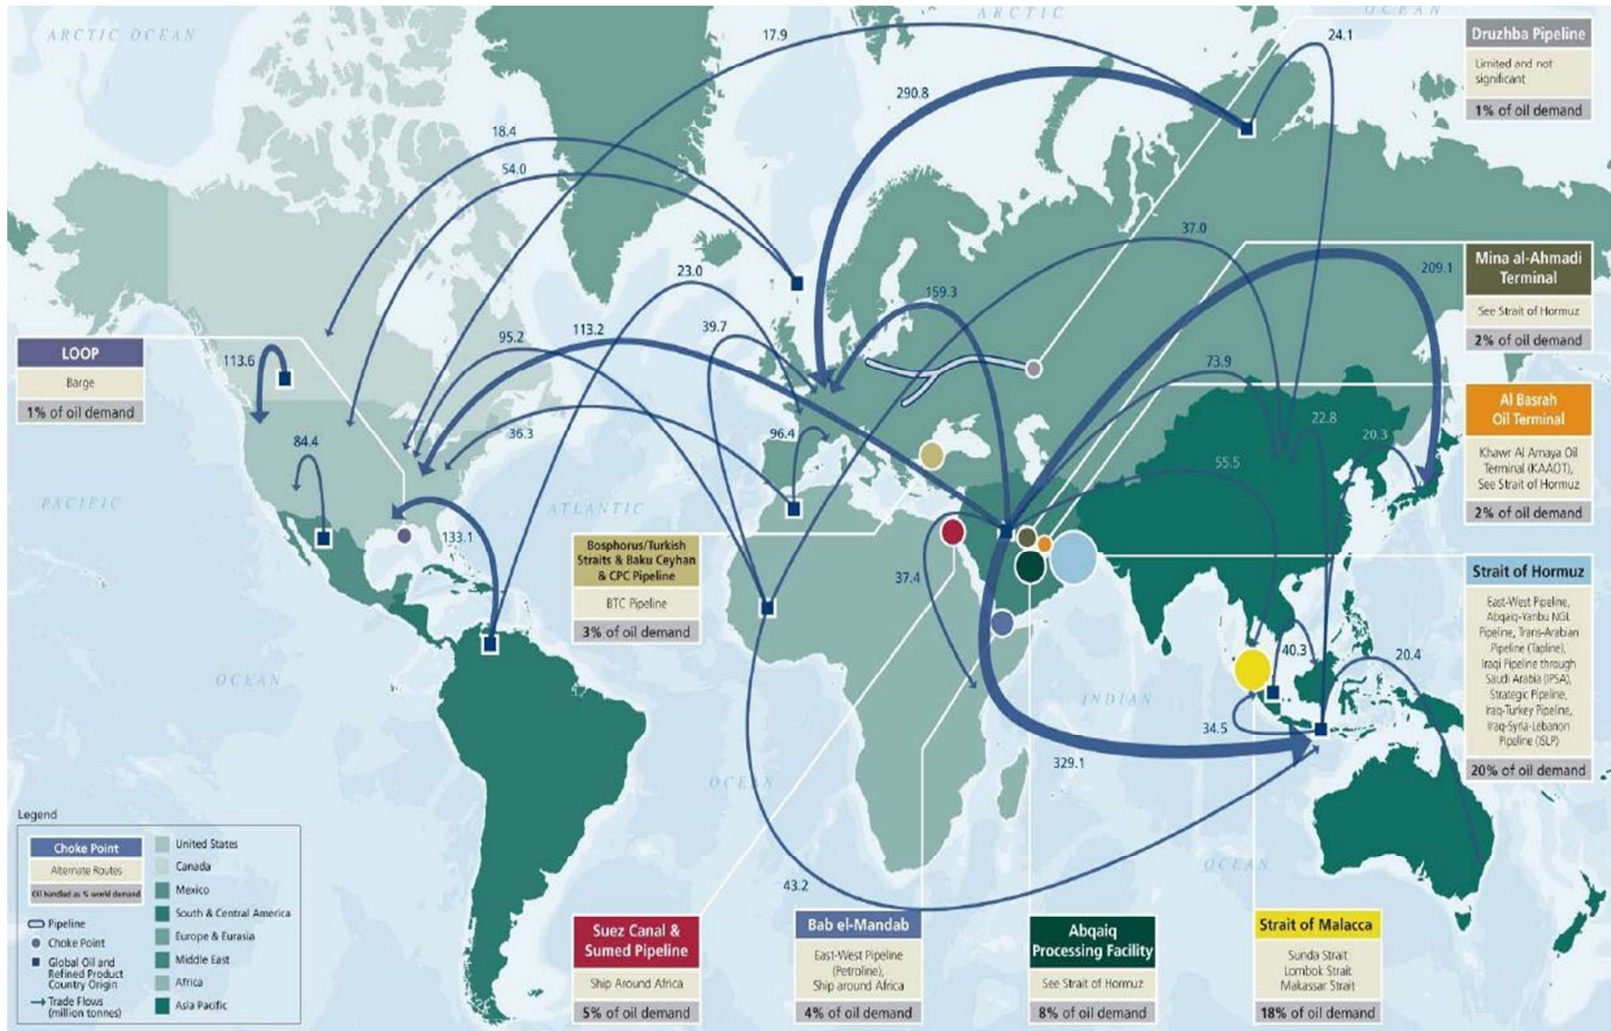 ARCTIC OCEAN
ARCTIC
OCEAN
17.9
24.1
Druzhba Pipeline
Limited and not
significant
1% of oil demand
290.8
18.4
54.0
37.0
23.0
159.3
209.1
Mina al-Ahmadi
Terminal
See Strait of Hormuz
2% of oil demand
39.7
113.2
95.2
LOOP
Barge
1% of oil demand
113.6
73.9
Al Basrah
Oil Terminal
Khawr Al Amaya Oil
Terminal (KAAOT),
See Strait of Hormuz
2% of oil demand
22.8
20.3
84.4
36.3
96.4
55.5
PACIFIC
ATLANTIC
133.1
Bosphorus/Turkish
Straits & Baku Ceyhan
& CPC Pipeline
BTC Pipeline
3% of oil demand
37.4
Strait of Hormuz
East-West Pipeline,
Abqaiq-Yanbu NGL
Pipeline, Trans-Arabian
Pipeline (Tapline),
Iraqi Pipeline through
Saudi Arabia (IPSA),
Strategic Pipeline,
Iraq-Turkey Pipeline,
Iraq-Syria-Lebanon
Pipeline (ISLP)
20% of oil demand
40.3
20.4
OCEAN
INDIAN
34.5
329.1
OCEAN
OCEAN
43.2
Legend
Choke Point
Alternate Routes
Oil handled as % world demand
Pipeline
Choke Point
Global Oil and
Refined Product
Country Origin
Trade Flows
(million tonnes)
United States
Canada
Mexico
South & Central America
Europe & Eurasia
Middle East
Africa
Asia Pacific
Suez Canal &
Sumed Pipeline
Ship Around Africa
5% of oil demand
Bab el-Mandab
East-West Pipeline
(Petroline),
Ship around Africa
4% of oil demand
Abqaiq
Processing Facility
See Strait of Hormuz
8% of oil demand
Strait of Malacca
Sunda Strait
Lombok Strait
Makassar Strait
18% of oil demand